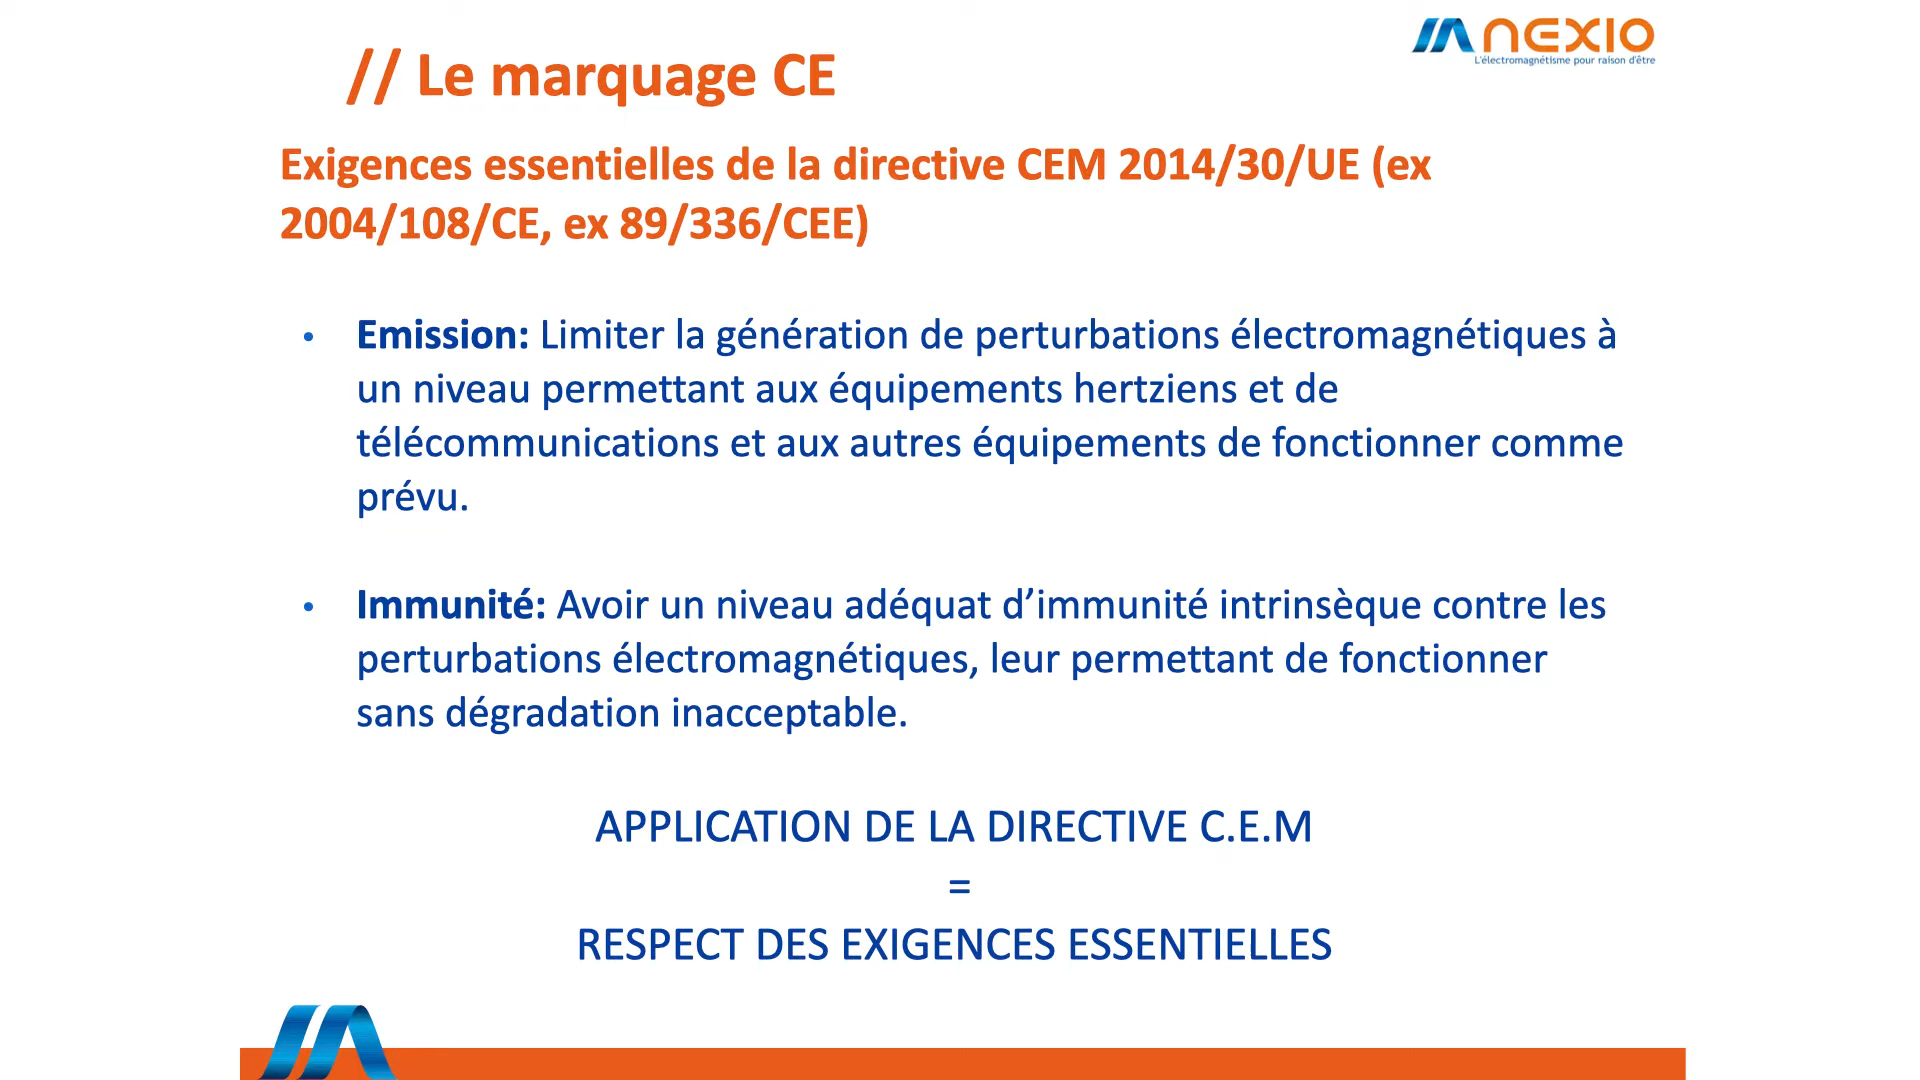 nexio
L'électromagnétisme pour raison d'être
// Le marquage CE
Exigences essentielles de la directive CEM 2014/30/UE (ex
2004/108/CE, ex 89/336/CEE)
• Emission: Limiter la génération de perturbations électromagnétiques à
un niveau permettant aux équipements hertziens et de
télécommunications et aux autres équipements de fonctionner comme
prévu.
• Immunité: Avoir un niveau adéquat d’immunité intrinsèque contre les
perturbations électromagnétiques, leur permettant de fonctionner
sans dégradation inacceptable.
APPLICATION DE LA DIRECTIVE C.E.M
=
RESPECT DES EXIGENCES ESSENTIELLES